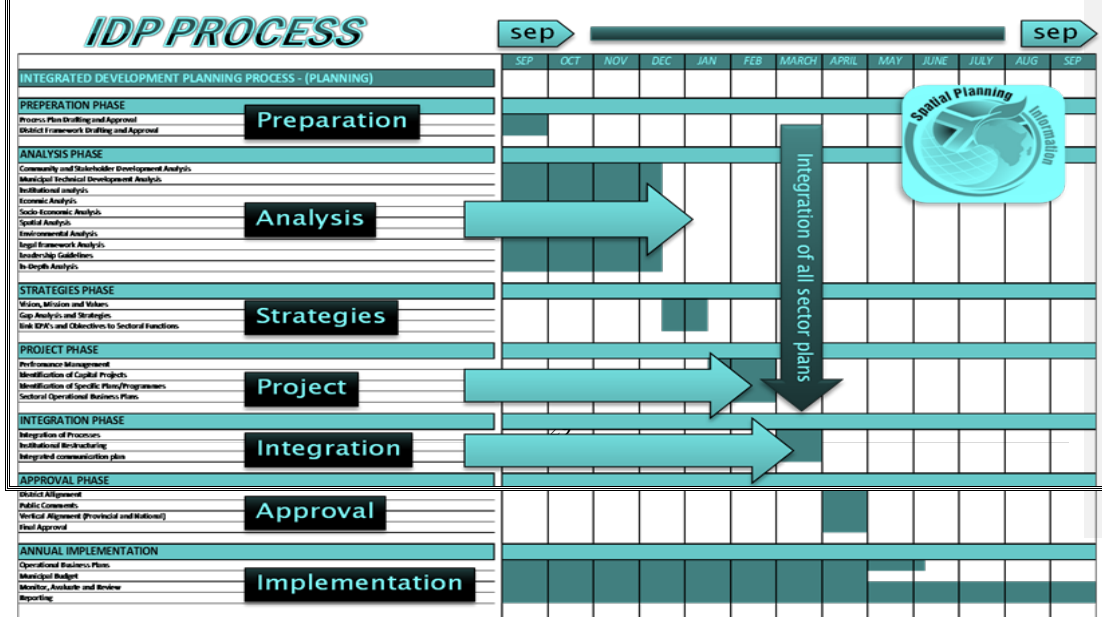 IDP PROCESS
sep
sep
SEP OCT NOV DEC JAN FEB MARCH APRIL MAY JUNE JULY AUG SEP
INTEGRATED DEVELOPMENT PLANNING PROCESS - (PLANNING)
Spatial Planning Information
PREPERATION PHASE
Process Plan Drafting and Approval
District Framework Drafting and Approval
Preparation
ANALYSIS PHASE
Community and Stakeholder Development Analysis
Municipal Technical Development Analysis
Institutional analysis
Econmic Analysis
Socio-Economic Analysis
Spatial Analysis
Environmental Analysis
legal framework Analysis
Leadership Guidelines
In-Depth Analysis
Analysis
Integration of all sector plans
STRATEGIES PHASE
Vision, Mission and Values
Gap Analysis and Strategies
link KPA's and Obkectives to Sectoral Functions
Strategies
PROJECT PHASE
Perfromance Management
Identification of Capital Projects
Identification of Specific Plans/Programmes
Sectoral Operational Business Plans
Project
INTEGRATION PHASE
Integration of Processes
Institutional Restructuring
Integrated communication plan
Integration
APPROVAL PHASE
District Allignment
Public Comments
Vertical Alignment (Provincial and National)
Final Approval
Approval
ANNUAL IMPLEMENTATION
Operational Business Plans
Municipal Budget
Monitor, Avaluate and Review
Reporting
Implementation